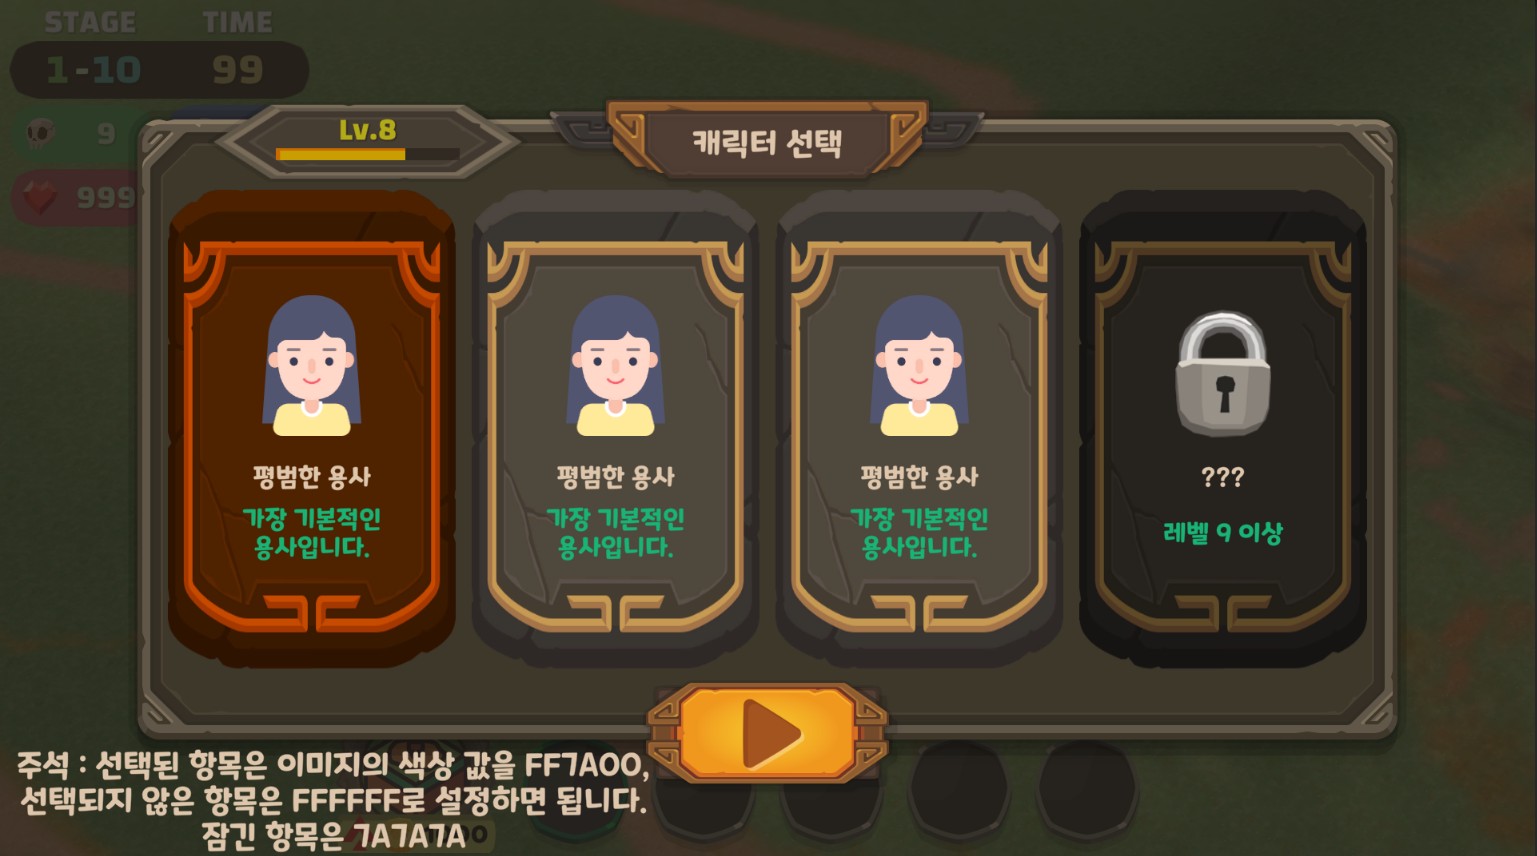 STAGE TIME
1-10 99
9
999
Lv.8
캐릭터 선택
평범한 용사
가장 기본적인
용사입니다.
평범한 용사
가장 기본적인
용사입니다.
평범한 용사
가장 기본적인
용사입니다.
???
레벨 9 이상
주석 : 선택된 항목은 이미지의 색상 값을 FF7A00,
선택되지 않은 항목은 FFFFFF로 설정하면 됩니다.
잠긴 항목은 7A7A7A